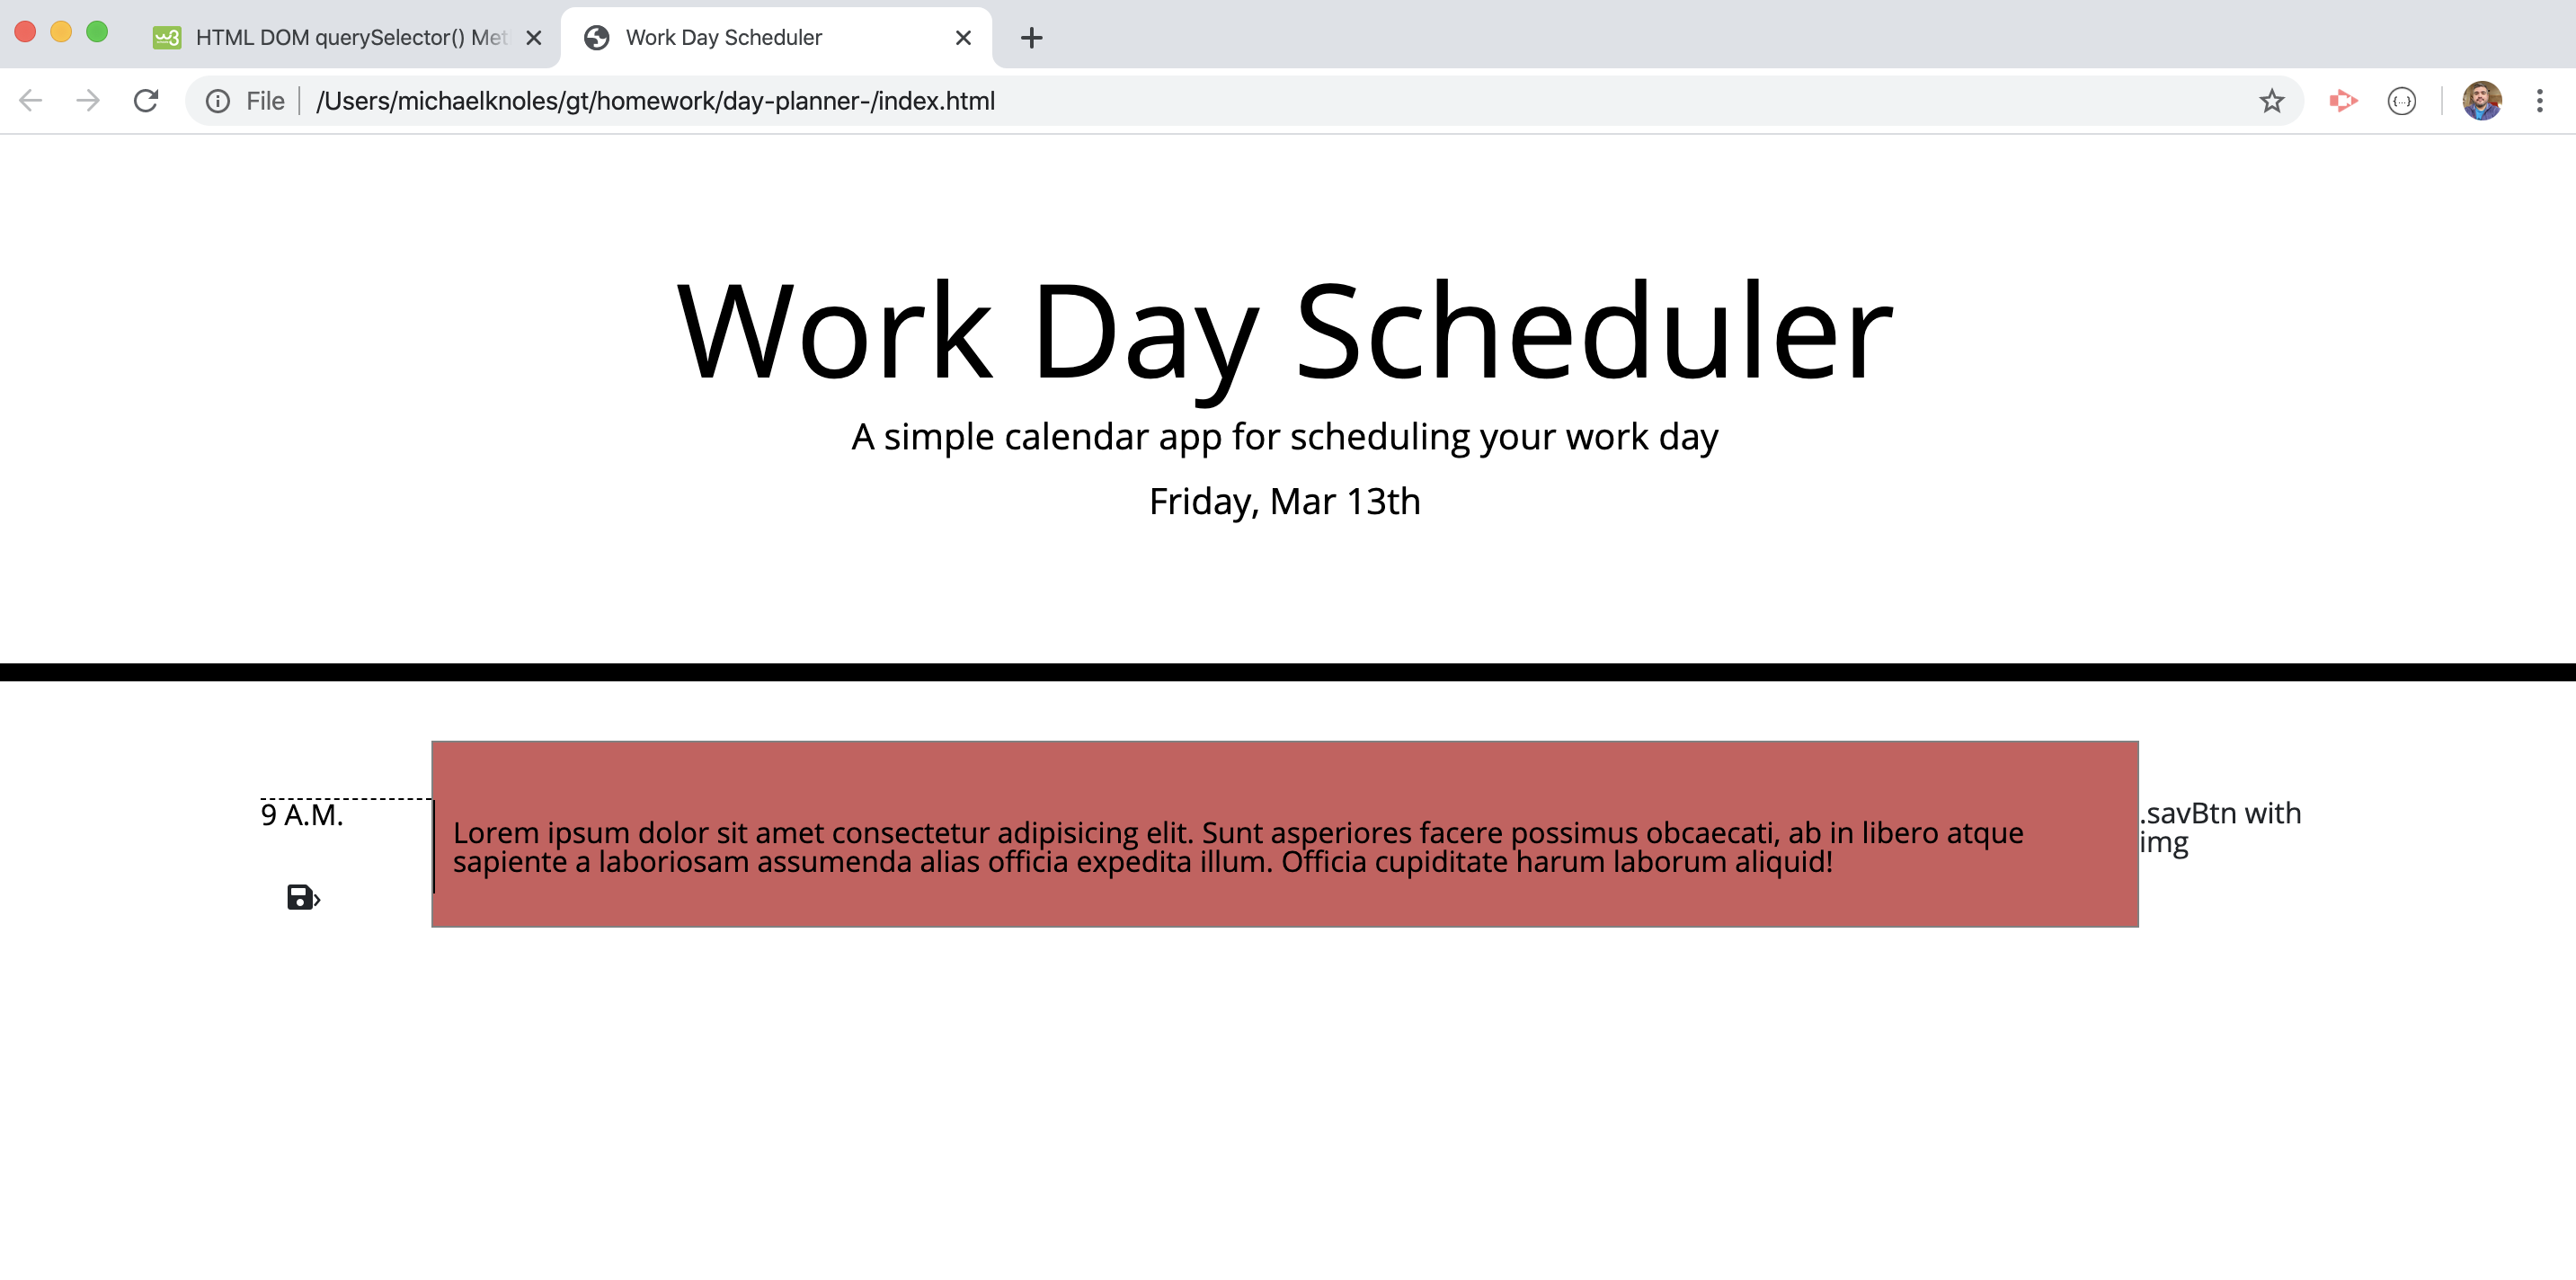 HTML DOM querySelector() Met
Work Day Scheduler
File
/Users/michaelknoles/gt/homework/day-planner-/index.html
Work Day Scheduler
A simple calendar app for scheduling your work day
Friday, Mar 13th
9 A.M.
Lorem ipsum dolor sit amet consectetur adipisicing elit. Sunt asperiores facere possimus obcaecati, ab in libero atque
sapiente a laboriosam assumenda alias officia expedita illum. Officia cupiditate harum laborum aliquid!
.savBtn with
img